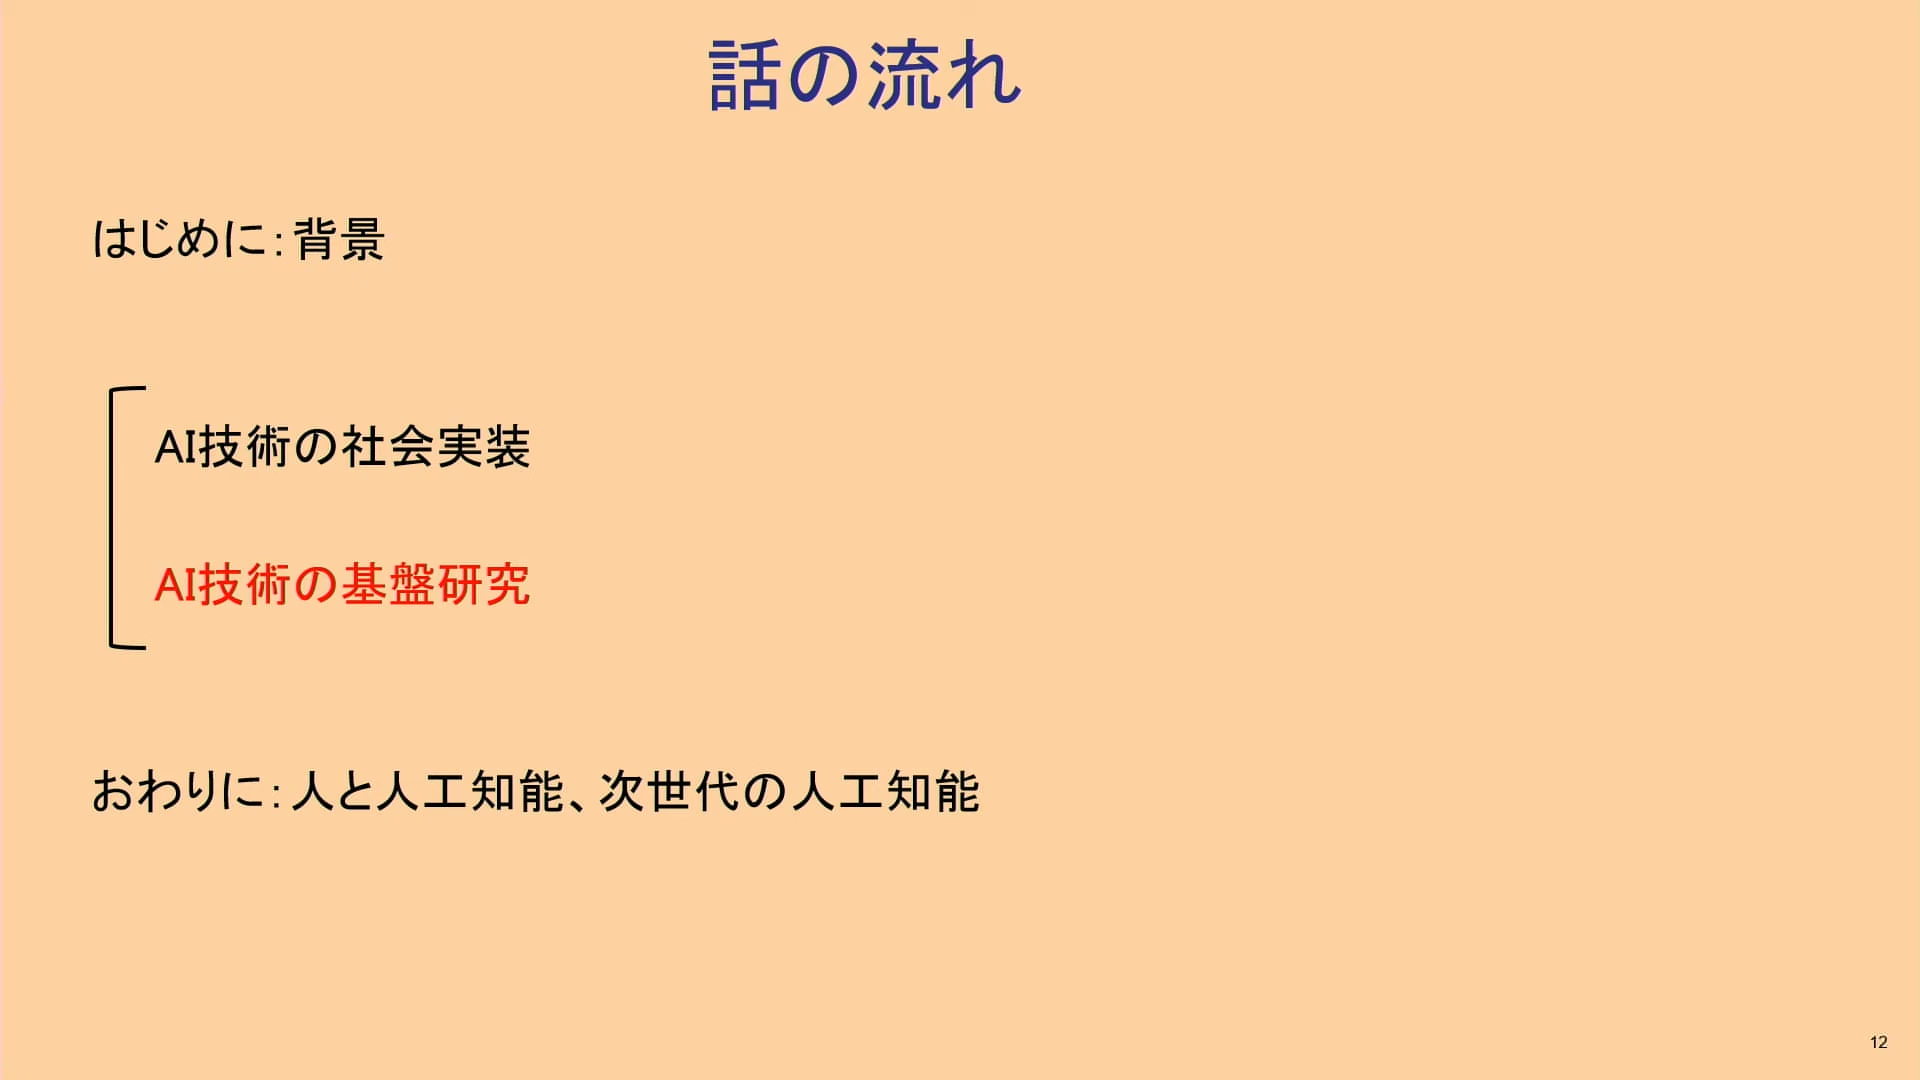 話の流れ
はじめに：背景
AI技術の社会実装
AI技術の基盤研究
おわりに：人と人工知能、次世代の人工知能
12